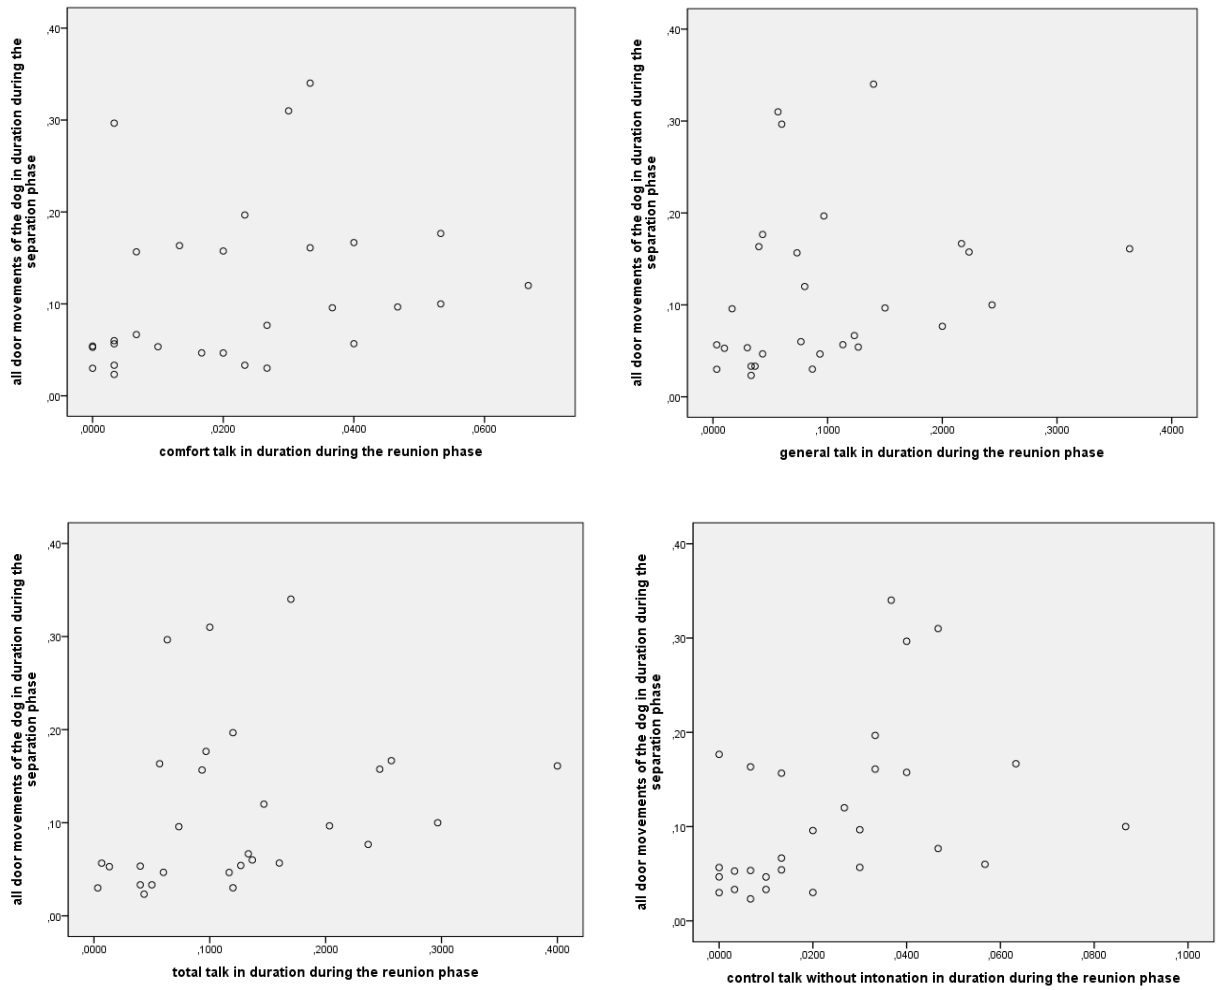 all door movements of the dog in duration during the
separation phase
,40
,30
,20
,10
,00
,0000 ,0200 ,0400 ,0600
comfort talk in duration during the reunion phase
all door movements of the dog in duration during the
separation phase
,40
,30
,20
,10
,00
,0000 ,1000 ,2000 ,3000 ,4000
general talk in duration during the reunion phase
all door movements of the dog in duration during the
separation phase
,40
,30
,20
,10
,00
,0000 ,1000 ,2000 ,3000 ,4000
total talk in duration during the reunion phase
all door movements of the dog in duration during the
separation phase
,40
,30
,20
,10
,00
,0000 ,0200 ,0400 ,0600 ,0800 ,1000
control talk without intonation in duration during the reunion phase